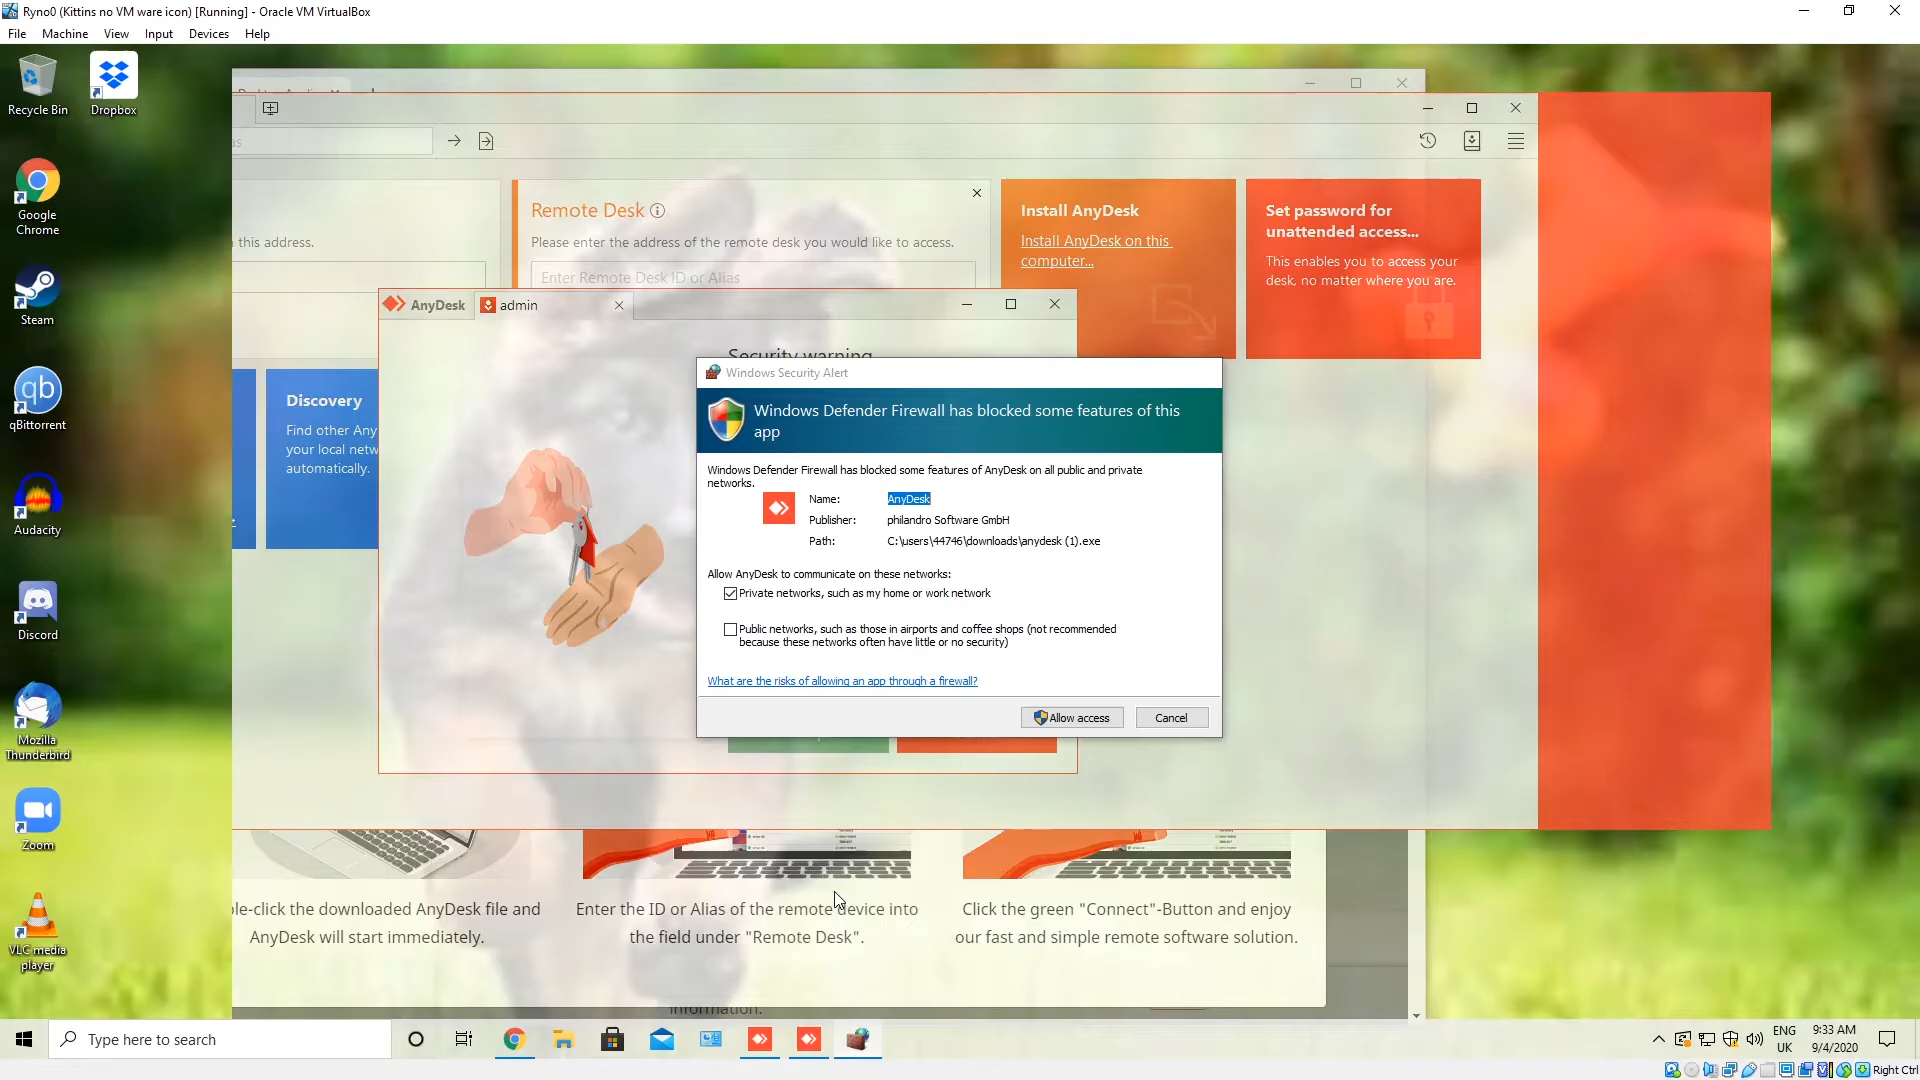 Ryno0 (Kittins no VM ware icon) [Running] - Oracle VM VirtualBox
File Machine View Input Devices Help
Recycle Bin
Dropbox
Google
Chrome
Steam
qBittorrent
Audacity
Discord
Mozilla
Thunderbird
Zoom
VLC media
player
this address.
Remote Desk
Please enter the address of the remote desk you would like to access.
Enter Remote Desk ID or Alias
Install AnyDesk
Install AnyDesk on this
computer...
Set password for
unattended access...
This enables you to access your
desk, no matter where you are.
Discovery
Find other Any
your local netw
automatically.
AnyDesk
admin
Security warning
Windows Security Alert
Windows Defender Firewall has blocked some features of this
app
Windows Defender Firewall has blocked some features of AnyDesk on all public and private
networks.
Name: AnyDesk
Publisher: philandro Software GmbH
Path: C:\users\44746\downloads\anydesk (1).exe
Allow AnyDesk to communicate on these networks:
Private networks, such as my home or work network
Public networks, such as those in airports and coffee shops (not recommended
because these networks often have little or no security)
What are the risks of allowing an app through a firewall?
Allow access
Cancel
ple-click the downloaded AnyDesk file and
AnyDesk will start immediately.
Enter the ID or Alias of the remote device into
the field under "Remote Desk".
Click the green "Connect"-Button and enjoy
our fast and simple remote software solution.
information.
Type here to search
ENG
UK
9:33 AM
9/4/2020
Right Ctrl